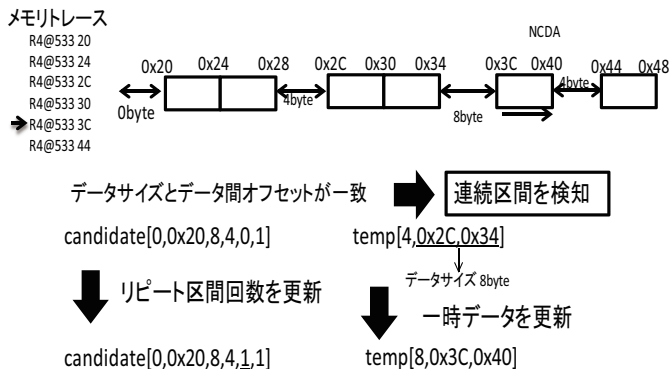 メモリトレース
R4@533 20
R4@533 24
R4@533 2C
R4@533 30
R4@533 3C
R4@533 44
NCDA
0x20 0x24 0x28 0x2C 0x30 0x34 0x3C 0x40 0x44 0x48
0byte 4byte 8byte 4byte
データサイズとデータ間オフセットが一致 連続区間を検知
candidate[0,0x20,8,4,0,1] temp[4,0x2C,0x34]
データサイズ 8byte
リピート区間回数を更新 一時データを更新
candidate[0,0x20,8,4,1,1] temp[8,0x3C,0x40]